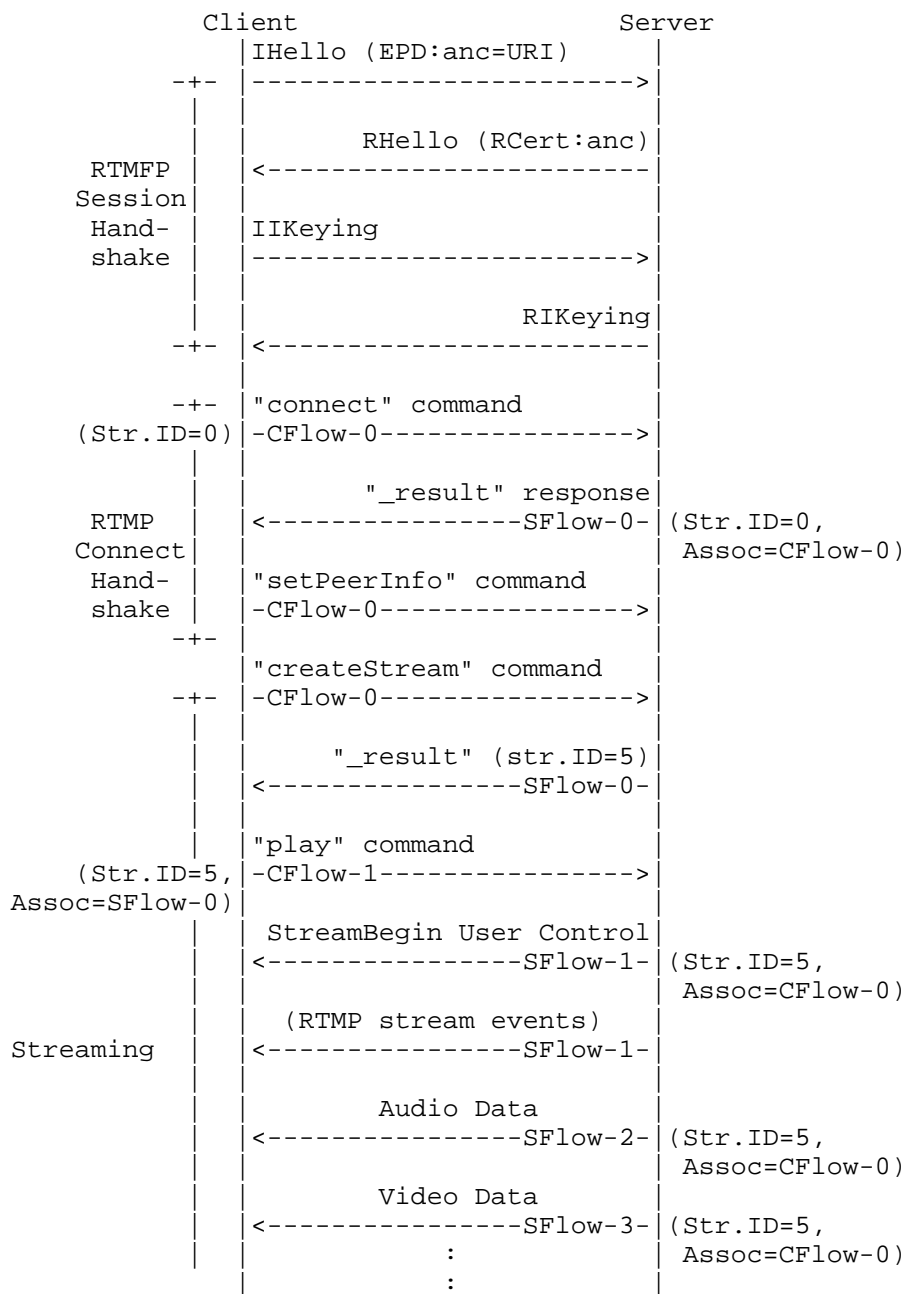 Client Server
IHello (EPD:anc=URI)
-+- |------------------------>|
RHello (RCert:anc)
RTMFP | |<------------------------|
Session
Hand- IIKeying
shake | |------------------------>|
RIKeying
-+- |<------------------------|
-+- "connect" command
(Str.ID=0)|-CFlow-0---------------->|
"_result" response
RTMP | |<----------------SFlow-0-|(Str.ID=0,
Connect Assoc=CFlow-0)
Hand- "setPeerInfo" command
shake | |-CFlow-0---------------->|
-+-
"createStream" command
-+- |-CFlow-0---------------->|
"_result" (str.ID=5)
|<----------------SFlow-0-|
"play" command
(Str.ID=5,|-CFlow-1---------------->|
Assoc=SFlow-0)
StreamBegin User Control
|<----------------SFlow-1-|(Str.ID=5,
Assoc=CFlow-0)
(RTMP stream events)
Streaming | |<----------------SFlow-1-|
Audio Data
|<----------------SFlow-2-|(Str.ID=5,
Assoc=CFlow-0)
Video Data
|<----------------SFlow-3-|(Str.ID=5,
: Assoc=CFlow-0)
: